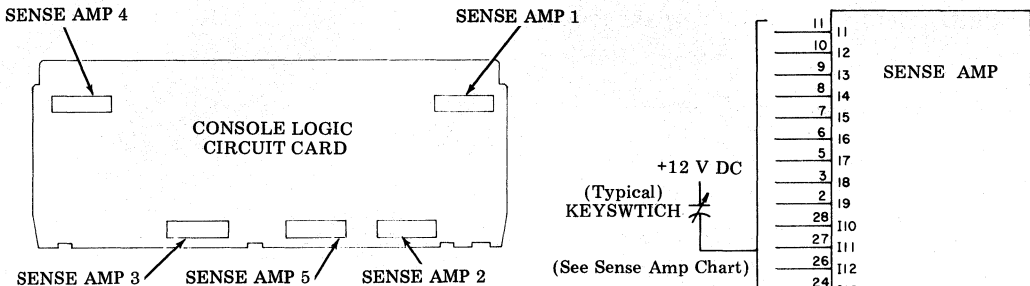 SENSE AMP 4
SENSE AMP 1
CONSOLE LOGIC
CIRCUIT CARD
SENSE AMP 3
SENSE AMP 5
SENSE AMP 2
+12 V DC
(Typical)
KEYSWTICH
(See Sense Amp Chart)
SENSE AMP
11 I1
10 I2
9 I3
8 I4
7 I5
6 I6
5 I7
3 I8
2 I9
28 I10
27 I11
26 I12
24